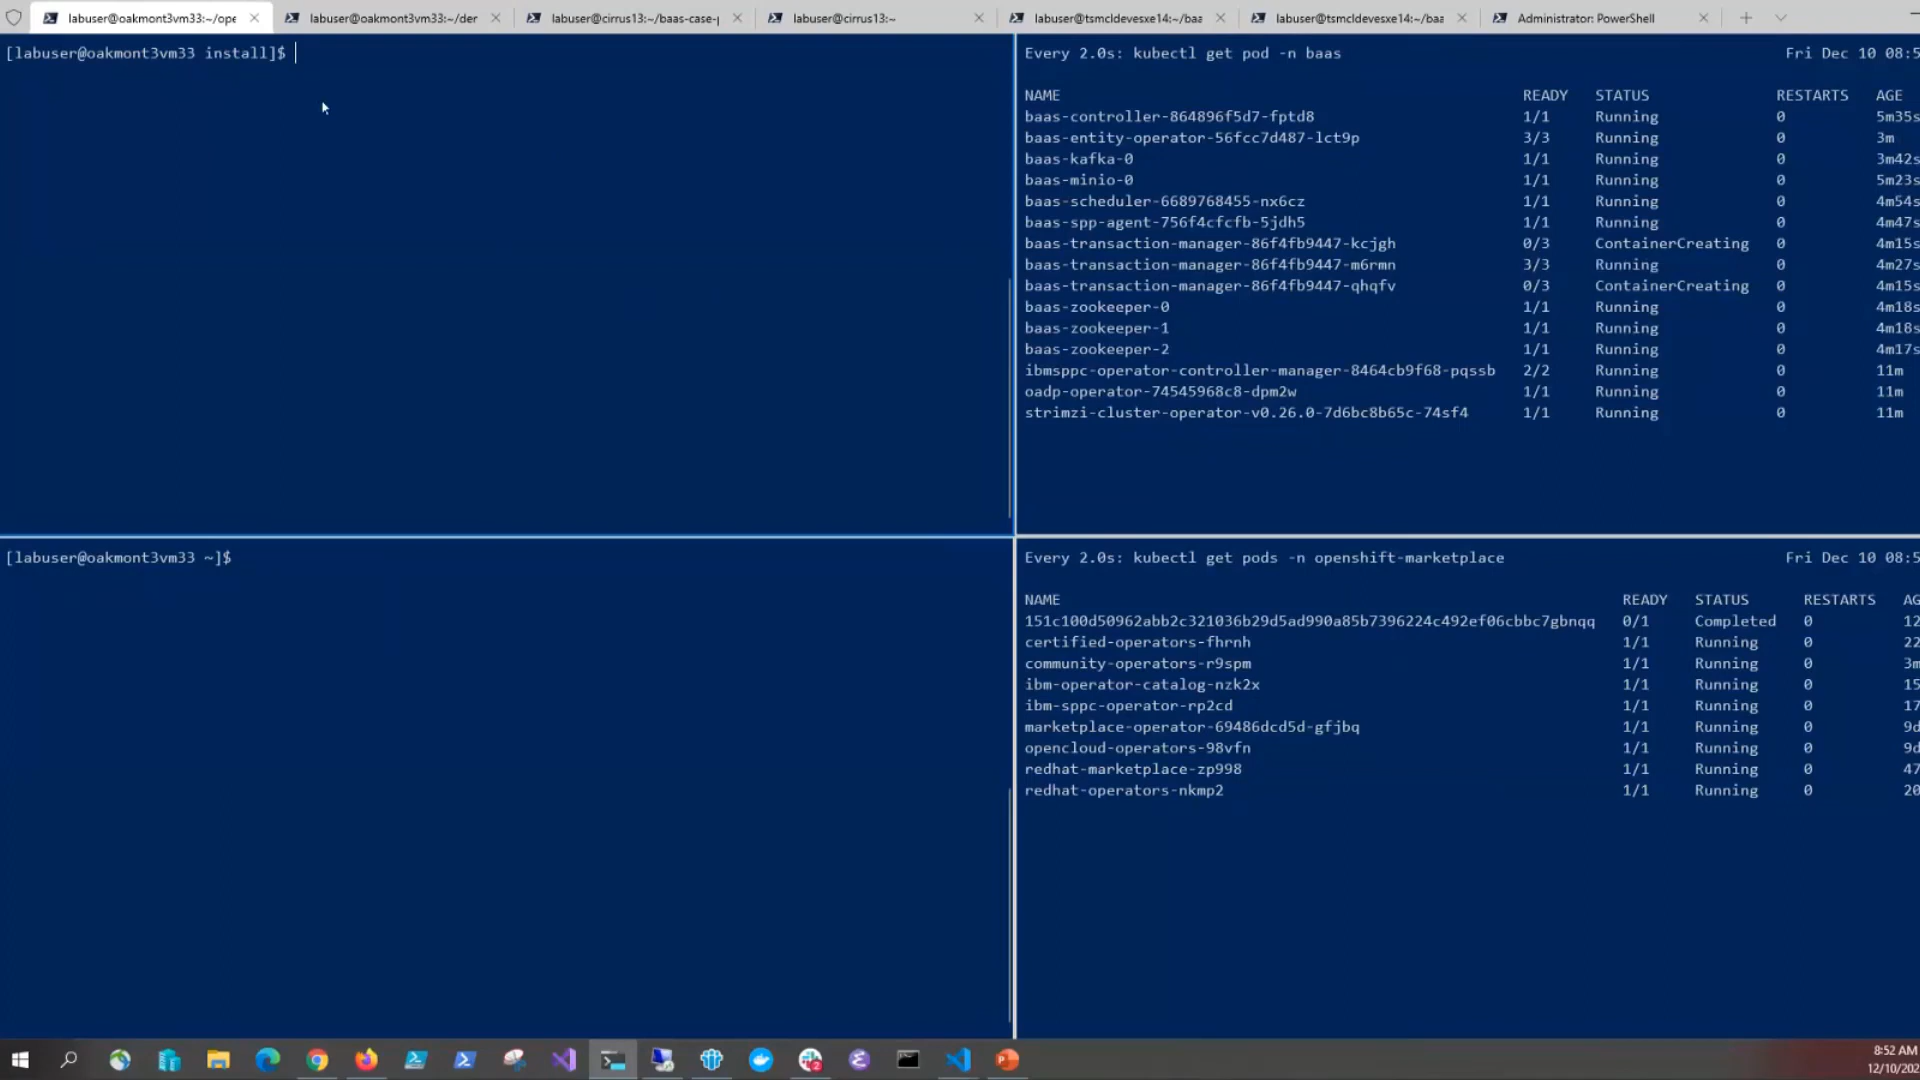 labuser@oakmont3vm33:~/ope
labuser@oakmont3vm33:~/der
labuser@cirrus13:~/baas-case-p
labuser@cirrus13:~
labuser@tsmcldevesxe14:~/baa
labuser@tsmcldevesxe14:~/baa
Administrator: PowerShell
[labuser@oakmont3vm33 install]$
Every 2.0s: kubectl get pod -n baas Fri Dec 10 08:5
NAME READY STATUS RESTARTS AGE
baas-controller-864896f5d7-fptd8 1/1 Running 0 5m35s
baas-entity-operator-56fcc7d487-lct9p 3/3 Running 0 3m
baas-kafka-0 1/1 Running 0 3m42s
baas-minio-0 1/1 Running 0 5m23s
baas-scheduler-6689768455-nx6cz 1/1 Running 0 4m54s
baas-spp-agent-756f4cfcfb-5jdh5 1/1 Running 0 4m47s
baas-transaction-manager-86f4fb9447-kcjgh 0/3 ContainerCreating 0 4m15s
baas-transaction-manager-86f4fb9447-m6rmn 3/3 Running 0 4m27s
baas-transaction-manager-86f4fb9447-qhqfv 0/3 ContainerCreating 0 4m15s
baas-zookeeper-0 1/1 Running 0 4m18s
baas-zookeeper-1 1/1 Running 0 4m18s
baas-zookeeper-2 1/1 Running 0 4m17s
ibmsppc-operator-controller-manager-8464cb9f68-pqssb 2/2 Running 0 11m
oadp-operator-74545968c8-dpm2w 1/1 Running 0 11m
strimzi-cluster-operator-v0.26.0-7d6bc8b65c-74sf4 1/1 Running 0 11m
[labuser@oakmont3vm33 ~]$
Every 2.0s: kubectl get pods -n openshift-marketplace Fri Dec 10 08:5
NAME READY STATUS RESTARTS AG
151c100d50962abb2c321036b29d5ad990a85b7396224c492ef06cbbc7gbnqq 0/1 Completed 0 12
certified-operators-fhrnh 1/1 Running 0 22
community-operators-r9spm 1/1 Running 0 3m
ibm-operator-catalog-nzk2x 1/1 Running 0 15
ibm-sppc-operator-rp2cd 1/1 Running 0 17
marketplace-operator-69486dcd5d-gfjbq 1/1 Running 0 9d
opencloud-operators-98vfn 1/1 Running 0 9d
redhat-marketplace-zp998 1/1 Running 0 47
redhat-operators-nkmp2 1/1 Running 0 20
8:52 AM
12/10/202